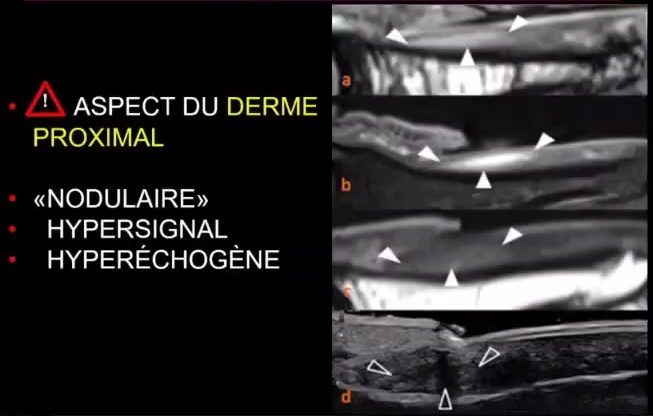 • ! ASPECT DU DERME
PROXIMAL
• «NODULAIRE»
• HYPERSIGNAL
• HYPERÉCHOGÈNE
a
b
c
d